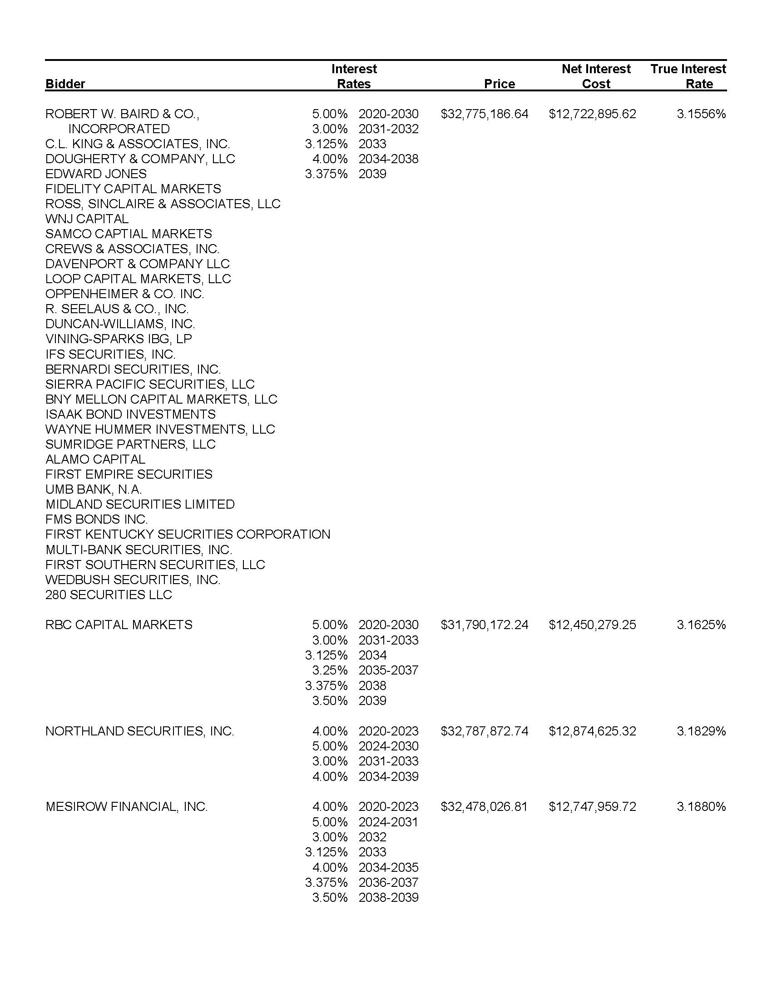 Interest Net Interest True Interest
Bidder Rates Price Cost Rate
ROBERT W. BAIRD & CO., 5.00% 2020-2030 $32,775,186.64 $12,722,895.62 3.1556%
INCORPORATED 3.00% 2031-2032
C.L. KING & ASSOCIATES, INC. 3.125% 2033
DOUGHERTY & COMPANY, LLC 4.00% 2034-2038
EDWARD JONES 3.375% 2039
FIDELITY CAPITAL MARKETS
ROSS, SINCLAIRE & ASSOCIATES, LLC
WNJ CAPITAL
SAMCO CAPTIAL MARKETS
CREWS & ASSOCIATES, INC.
DAVENPORT & COMPANY LLC
LOOP CAPITAL MARKETS, LLC
OPPENHEIMER & CO. INC.
R. SEELAUS & CO., INC.
DUNCAN-WILLIAMS, INC.
VINING-SPARKS IBG, LP
IFS SECURITIES, INC.
BERNARDI SECURITIES, INC.
SIERRA PACIFIC SECURITIES, LLC
BNY MELLON CAPITAL MARKETS, LLC
ISAAK BOND INVESTMENTS
WAYNE HUMMER INVESTMENTS, LLC
SUMRIDGE PARTNERS, LLC
ALAMO CAPITAL
FIRST EMPIRE SECURITIES
UMB BANK, N.A.
MIDLAND SECURITIES LIMITED
FMS BONDS INC.
FIRST KENTUCKY SEUCRITIES CORPORATION
MULTI-BANK SECURITIES, INC.
FIRST SOUTHERN SECURITIES, LLC
WEDBUSH SECURITIES, INC.
280 SECURITIES LLC
RBC CAPITAL MARKETS 5.00% 2020-2030 $31,790,172.24 $12,450,279.25 3.1625%
3.00% 2031-2033
3.125% 2034
3.25% 2035-2037
3.375% 2038
3.50% 2039
NORTHLAND SECURITIES, INC. 4.00% 2020-2023 $32,787,872.74 $12,874,625.32 3.1829%
5.00% 2024-2030
3.00% 2031-2033
4.00% 2034-2039
MESIROW FINANCIAL, INC. 4.00% 2020-2023 $32,478,026.81 $12,747,959.72 3.1880%
5.00% 2024-2031
3.00% 2032
3.125% 2033
4.00% 2034-2035
3.375% 2036-2037
3.50% 2038-2039